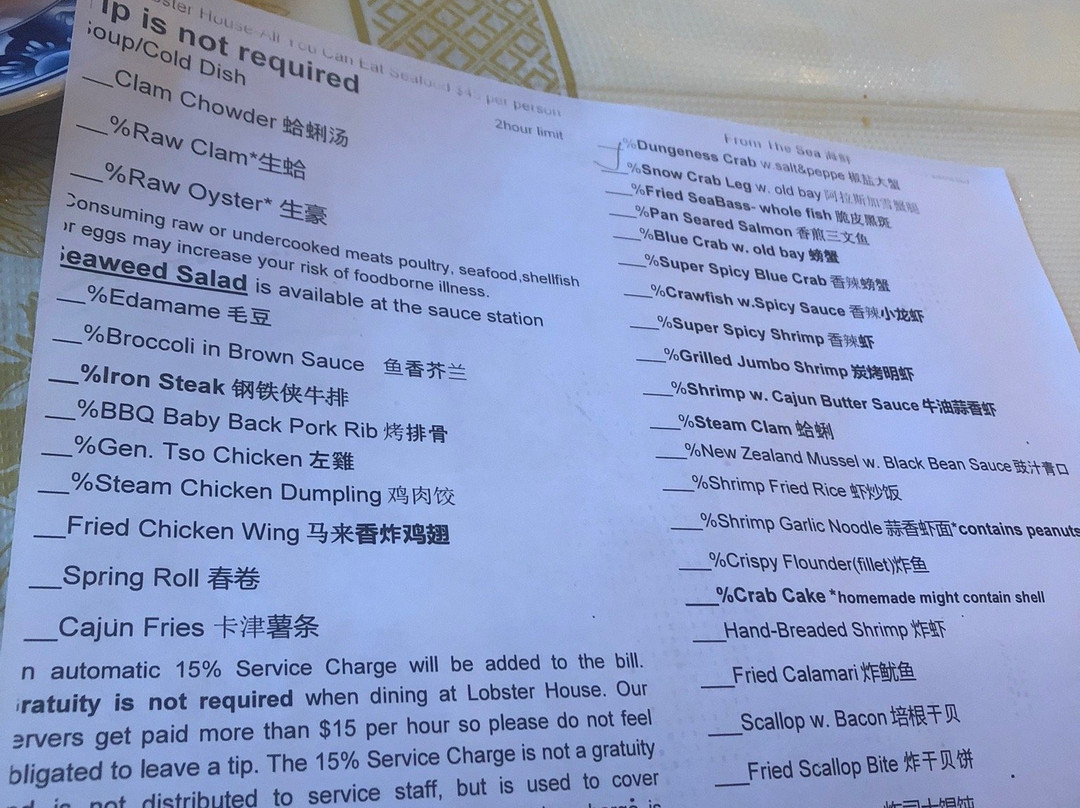 ster House-All You Can Eat Seafood $45 per person
ip is not required
2hour limit
Soup/Cold Dish
__Clam Chowder 蛤蜊汤
__%Raw Clam*生蛤
__%Raw Oyster* 生豪
Consuming raw or undercooked meats poultry, seafood,shellfish
or eggs may increase your risk of foodborne illness.
Seaweed Salad is available at the sauce station
__%Edamame 毛豆
__%Broccoli in Brown Sauce 鱼香芥兰
__%Iron Steak 钢铁侠牛排
__%BBQ Baby Back Pork Rib 烤排骨
__%Gen. Tso Chicken 左雞
__%Steam Chicken Dumpling 鸡肉饺
__Fried Chicken Wing 马来香炸鸡翅
__Spring Roll 春卷
__Cajun Fries 卡津薯条
n automatic 15% Service Charge will be added to the bill.
ratuity is not required when dining at Lobster House. Our
ervers get paid more than $15 per hour so please do not feel
bligated to leave a tip. The 15% Service Charge is not a gratuity
d is not distributed to service staff, but is used to cover
From The Sea 海鲜
%Dungeness Crab w.salt&peppe 椒盐大蟹
__%Snow Crab Leg w. old bay 阿拉斯加雪蟹腿
__%Fried SeaBass- whole fish 脆皮黑斑
__%Pan Seared Salmon 香煎三文鱼
__%Blue Crab w. old bay 螃蟹
__%Super Spicy Blue Crab 香辣螃蟹
__%Crawfish w.Spicy Sauce 香辣小龙虾
__%Super Spicy Shrimp 香辣虾
__%Grilled Jumbo Shrimp 炭烤明虾
__%Shrimp w. Cajun Butter Sauce 牛油蒜香虾
__%Steam Clam 蛤蜊
__%New Zealand Mussel w. Black Bean Sauce 豉汁青口
__%Shrimp Fried Rice 虾炒饭
__%Shrimp Garlic Noodle 蒜香虾面*contains peanuts
__%Crispy Flounder(fillet)炸鱼
__%Crab Cake *homemade might contain shell
__Hand-Breaded Shrimp 炸虾
__Fried Calamari 炸鱿鱼
__Scallop w. Bacon 培根干贝
__Fried Scallop Bite 炸干贝饼